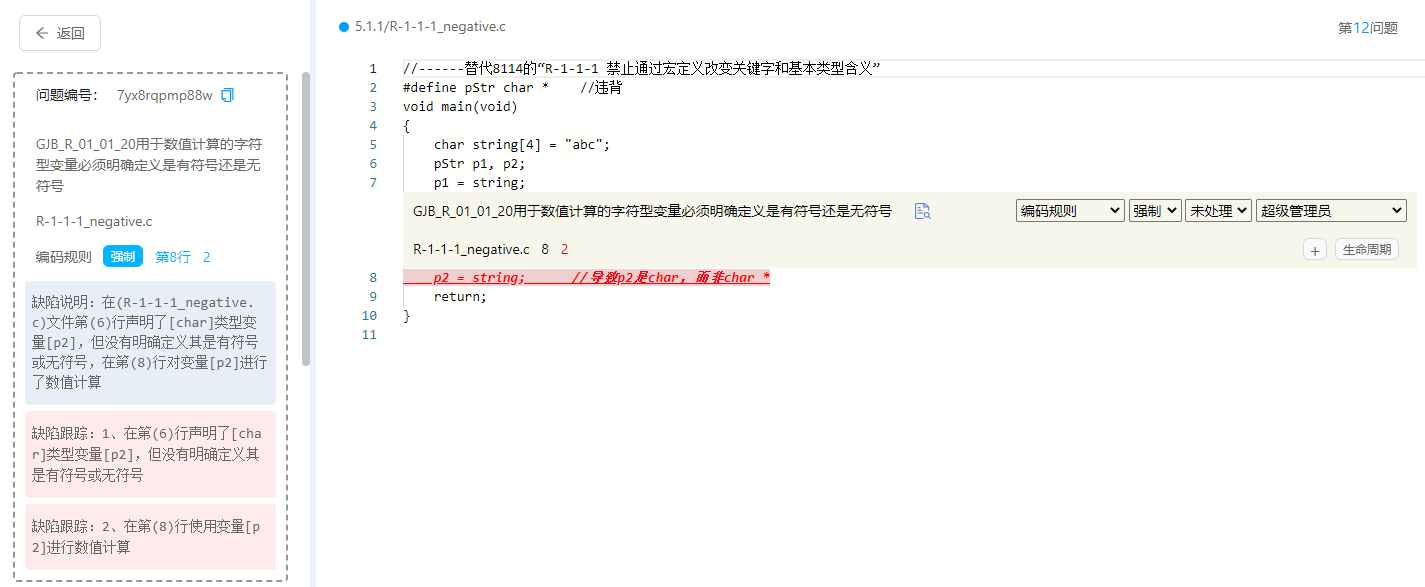 返回
问题编号： 7yx8rqpmp88w
GJB_R_01_01_20用于数值计算的字符
型变量必须明确定义是有符号还是无
符号
R-1-1-1_negative.c
编码规则 强制 第8行 2
缺陷说明：在(R-1-1-1_negative.
c)文件第(6)行声明了[char]类型变
量[p2]，但没有明确定义其是有符号
或无符号，在第(8)行对变量[p2]进行
了数值计算
缺陷跟踪：1、在第(6)行声明了[cha
r]类型变量[p2]，但没有明确定义其
是有符号或无符号
缺陷跟踪：2、在第(8)行使用变量[p
2]进行数值计算
5.1.1/R-1-1-1_negative.c
第12问题
1 //------替代8114的“R-1-1-1 禁止通过宏定义改变关键字和基本类型含义”
2 #define pStr char * //违背
3 void main(void)
4 {
5 char string[4] = "abc";
6 pStr p1, p2;
7 p1 = string;
GJB_R_01_01_20用于数值计算的字符型变量必须明确定义是有符号还是无符号 编码规则 强制 未处理 超级管理员
R-1-1-1_negative.c 8 2 + 生命周期
8 p2 = string; //导致p2是char，而非char *
9 return;
10 }
11